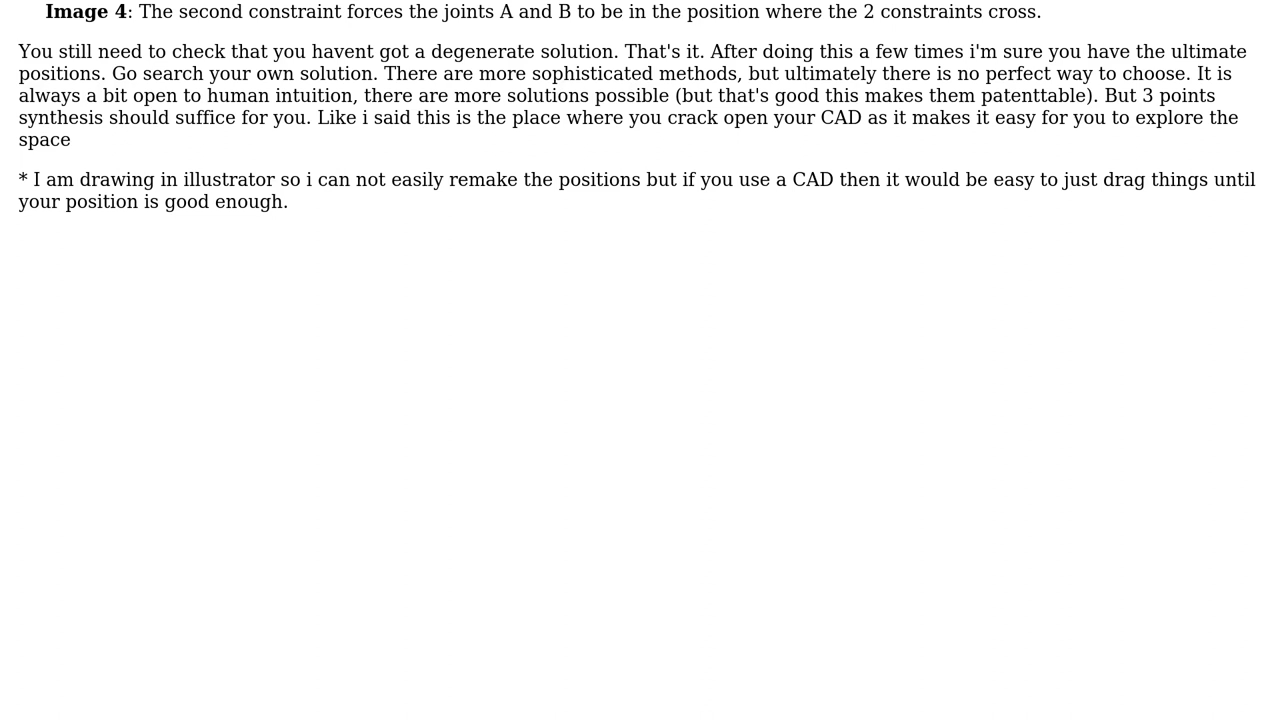 Image 4: The second constraint forces the joints A and B to be in the position where the 2 constraints cross.
You still need to check that you havent got a degenerate solution. That's it. After doing this a few times i'm sure you have the ultimate
positions. Go search your own solution. There are more sophisticated methods, but ultimately there is no perfect way to choose. It is
always a bit open to human intuition, there are more solutions possible (but that's good this makes them patenttable). But 3 points
synthesis should suffice for you. Like i said this is the place where you crack open your CAD as it makes it easy for you to explore the
space
* I am drawing in illustrator so i can not easily remake the positions but if you use a CAD then it would be easy to just drag things until
your position is good enough.